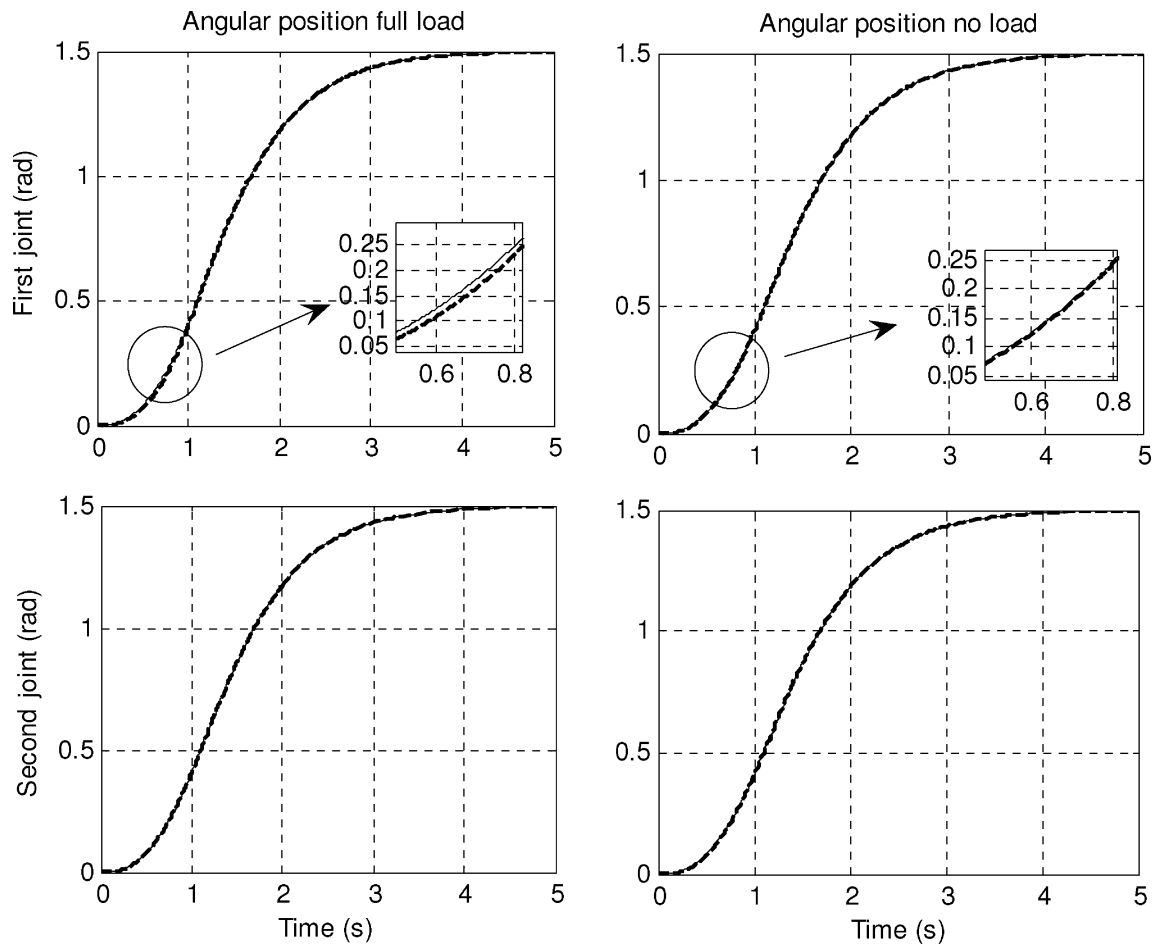 Angular position full load
Angular position no load
First joint (rad)
1.5
1
0.5
0
0 1 2 3 4 5
0.25
0.2
0.15
0.1
0.05
0.6 0.8
1.5
1
0.5
0
0 1 2 3 4 5
0.25
0.2
0.15
0.1
0.05
0.6 0.8
Second joint (rad)
1.5
1
0.5
0
0 1 2 3 4 5
Time (s)
1.5
1
0.5
0
0 1 2 3 4 5
Time (s)